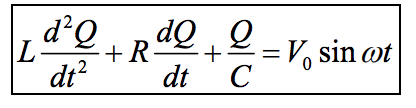 L d²Q/dt² + R dQ/dt + Q/C = V₀ sin ωt